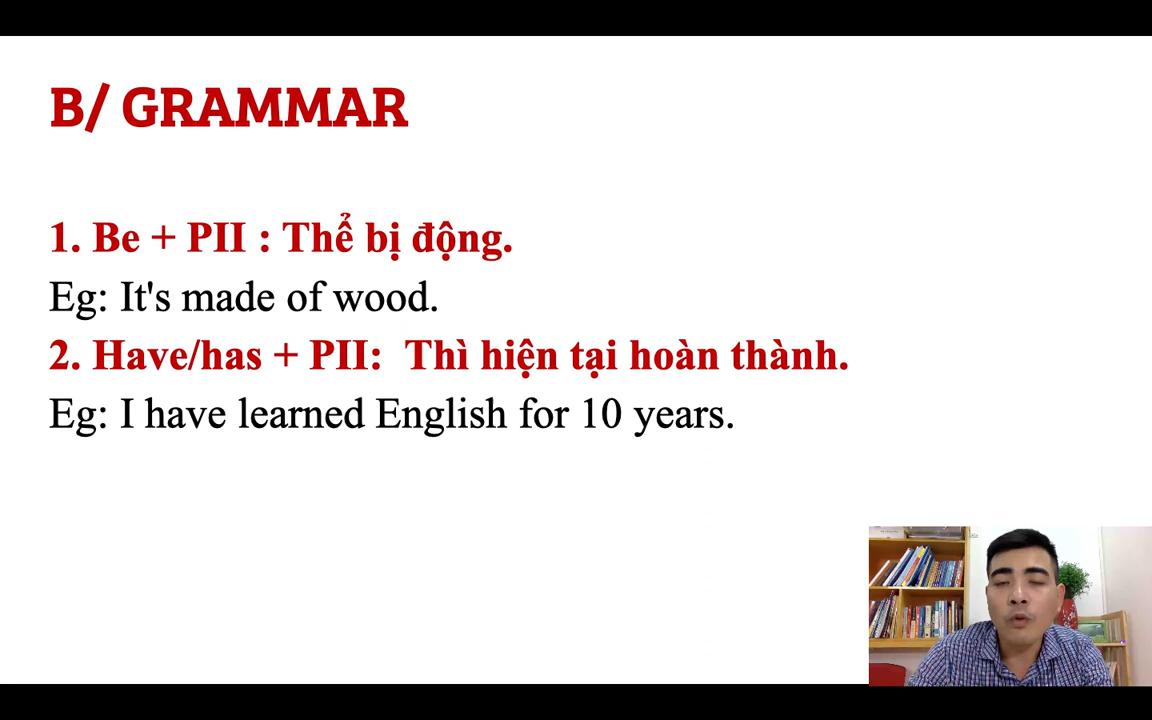 B/ GRAMMAR
1. Be + PII : Thể bị động.
Eg: It's made of wood.
2. Have/has + PII:  Thì hiện tại hoàn thành.
Eg: I have learned English for 10 years.